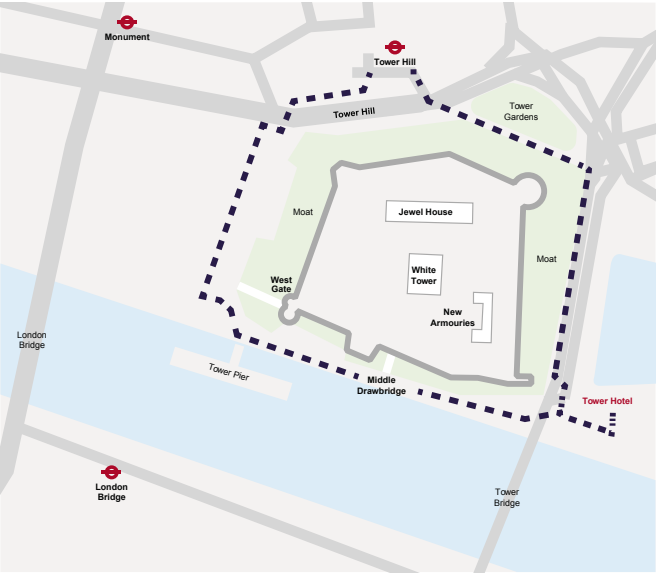 Monument
Tower Hill
Tower Hill
Tower
Gardens
Moat
Jewel House
White
Tower
Moat
West
Gate
New
Armouries
London
Bridge
Tower Pier
Middle
Drawbridge
Tower Hotel
London
Bridge
Tower
Bridge